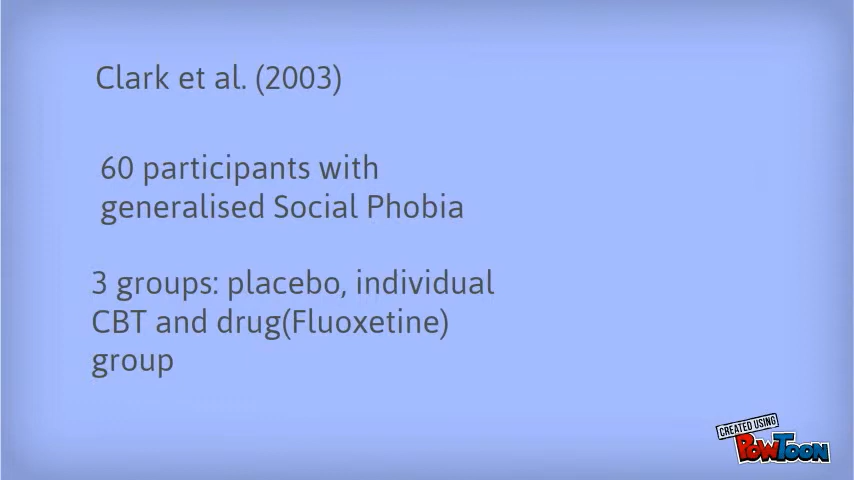 Clark et al. (2003)
60 participants with
generalised Social Phobia
3 groups: placebo, individual
CBT and drug(Fluoxetine)
group
CREATED USING
POWTOON